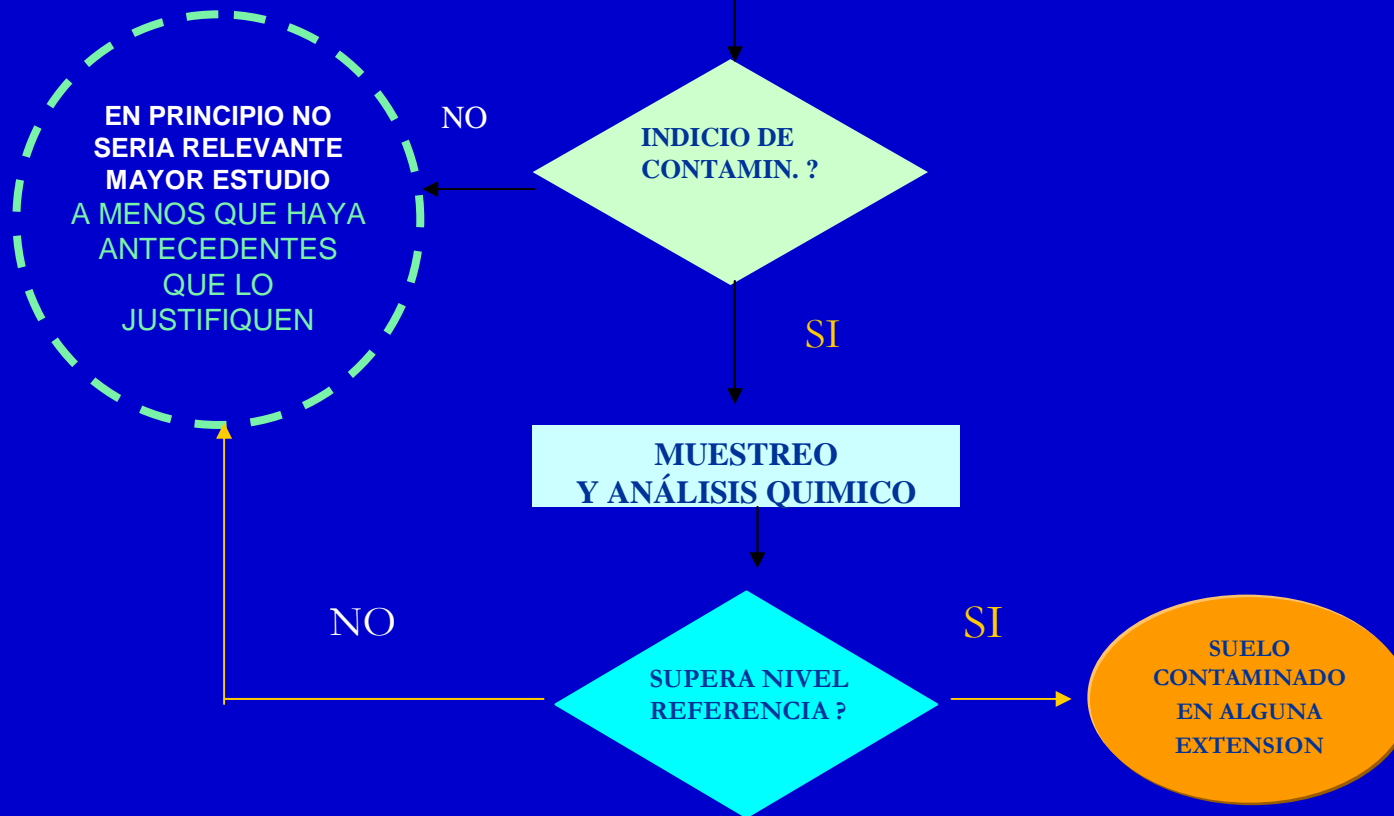 EN PRINCIPIO NO
SERIA RELEVANTE
MAYOR ESTUDIO
A MENOS QUE HAYA
ANTECEDENTES
QUE LO
JUSTIFIQUEN
NO
INDICIO DE
CONTAMIN. ?
SI
MUESTREO
Y ANÁLISIS QUIMICO
NO
SUPERA NIVEL
REFERENCIA ?
SI
SUELO
CONTAMINADO
EN ALGUNA
EXTENSION